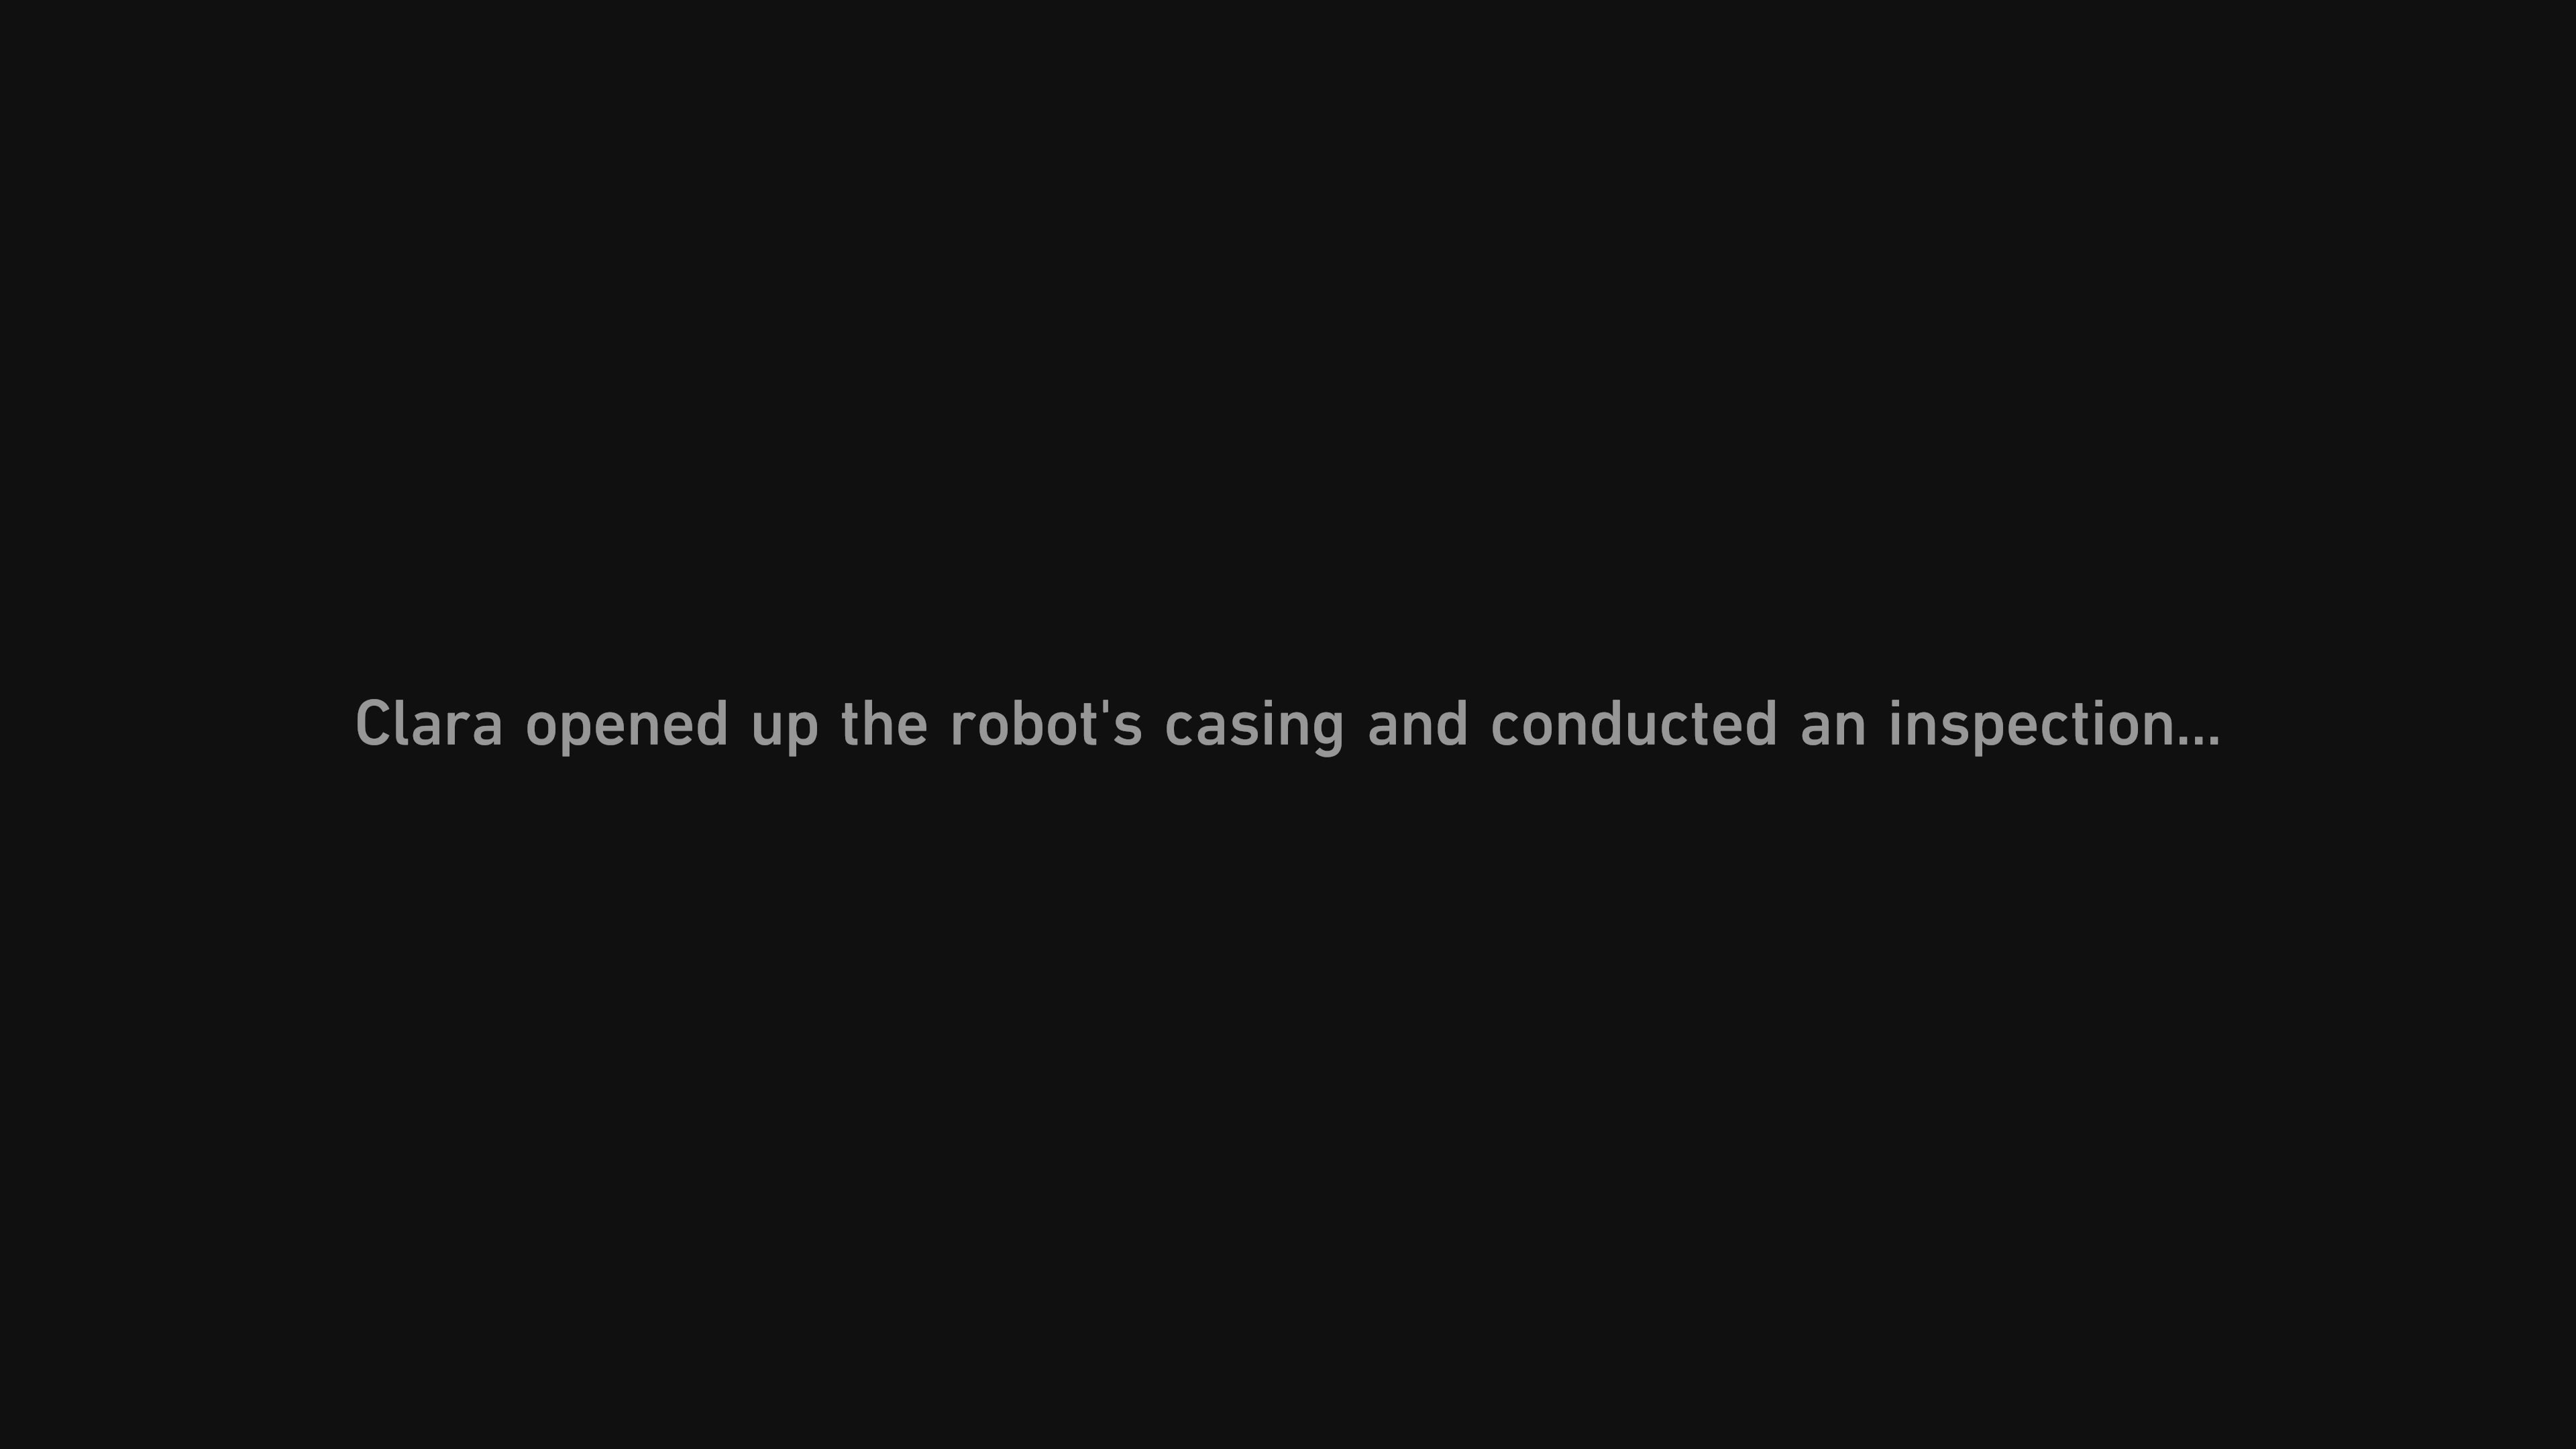 Clara opened up the robot's casing and conducted an inspection...